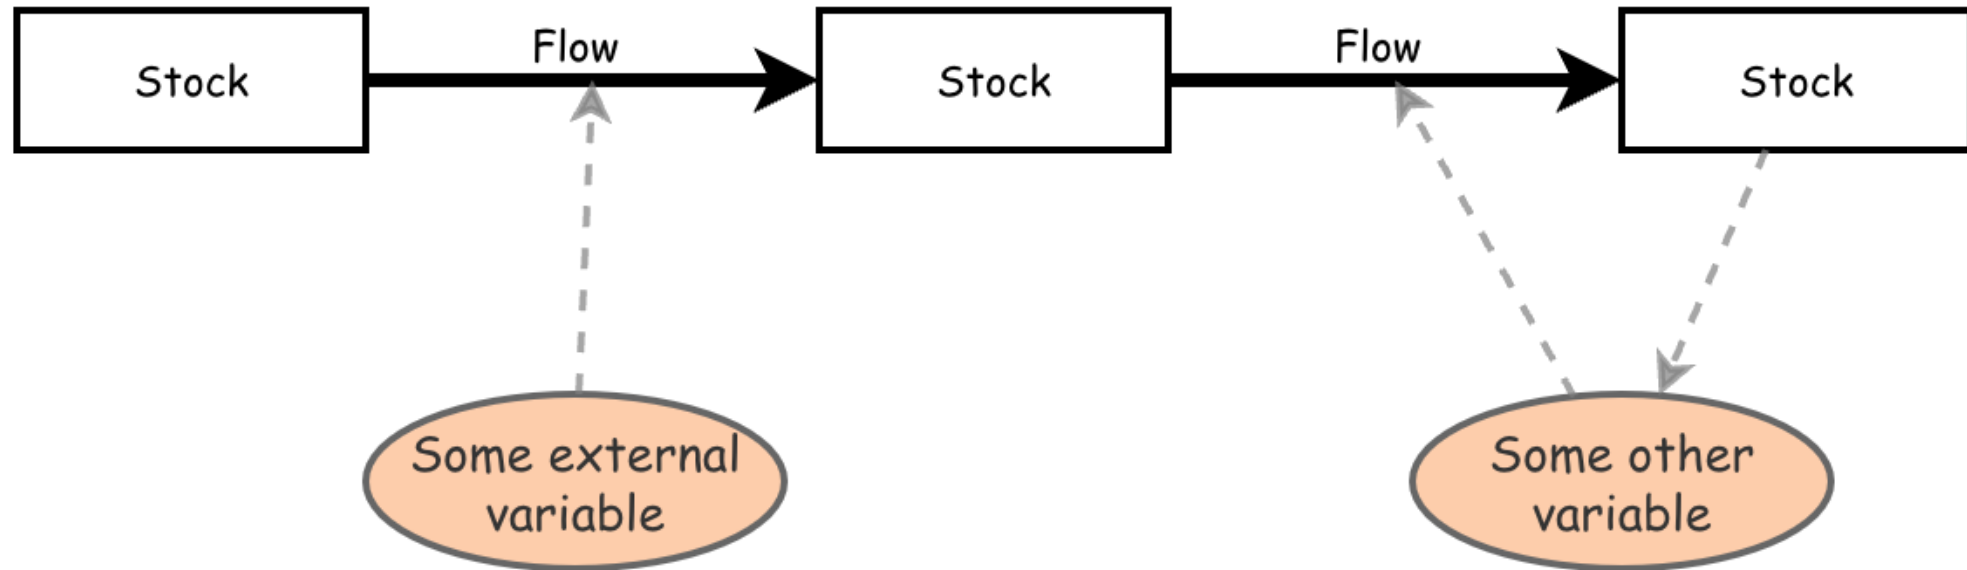 Stock
Flow
Stock
Flow
Stock
Some external
variable
Some other
variable